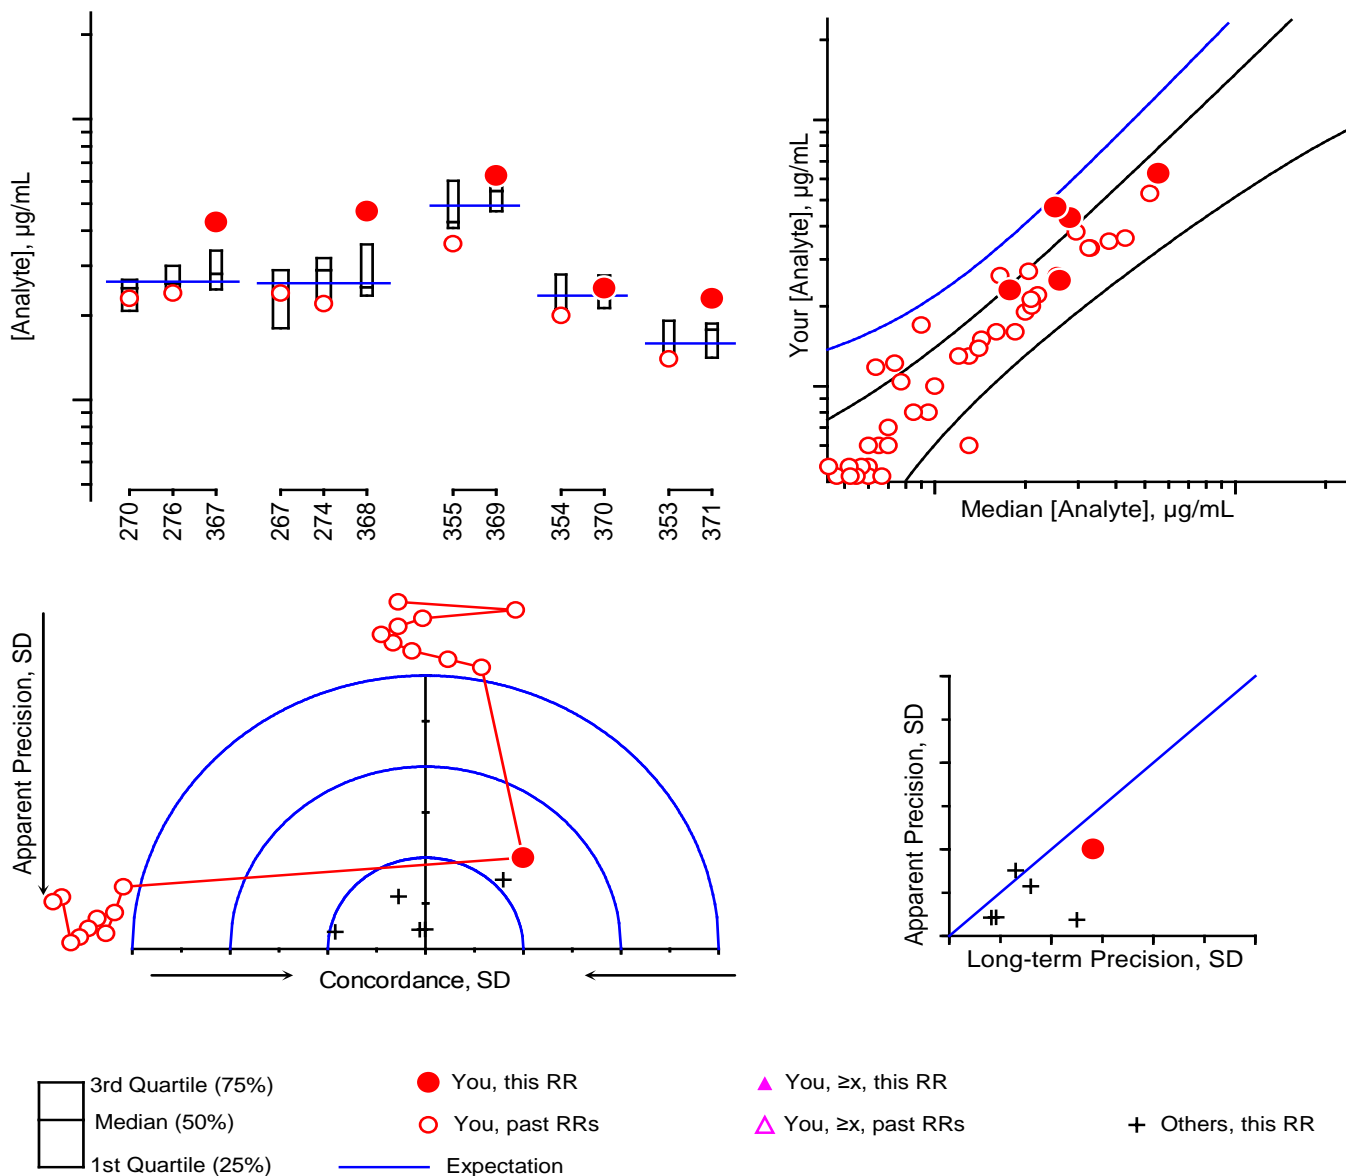 [Analyte], µg/mL
270
276
367
267
274
368
355
369
354
370
353
371
Your [Analyte], µg/mL
Median [Analyte], µg/mL
Apparent Precision, SD
Concordance, SD
Apparent Precision, SD
Long-term Precision, SD
3rd Quartile (75%)
Median (50%)
1st Quartile (25%)
You, this RR
You, past RRs
Expectation
You, ≥x, this RR
You, ≥x, past RRs
Others, this RR